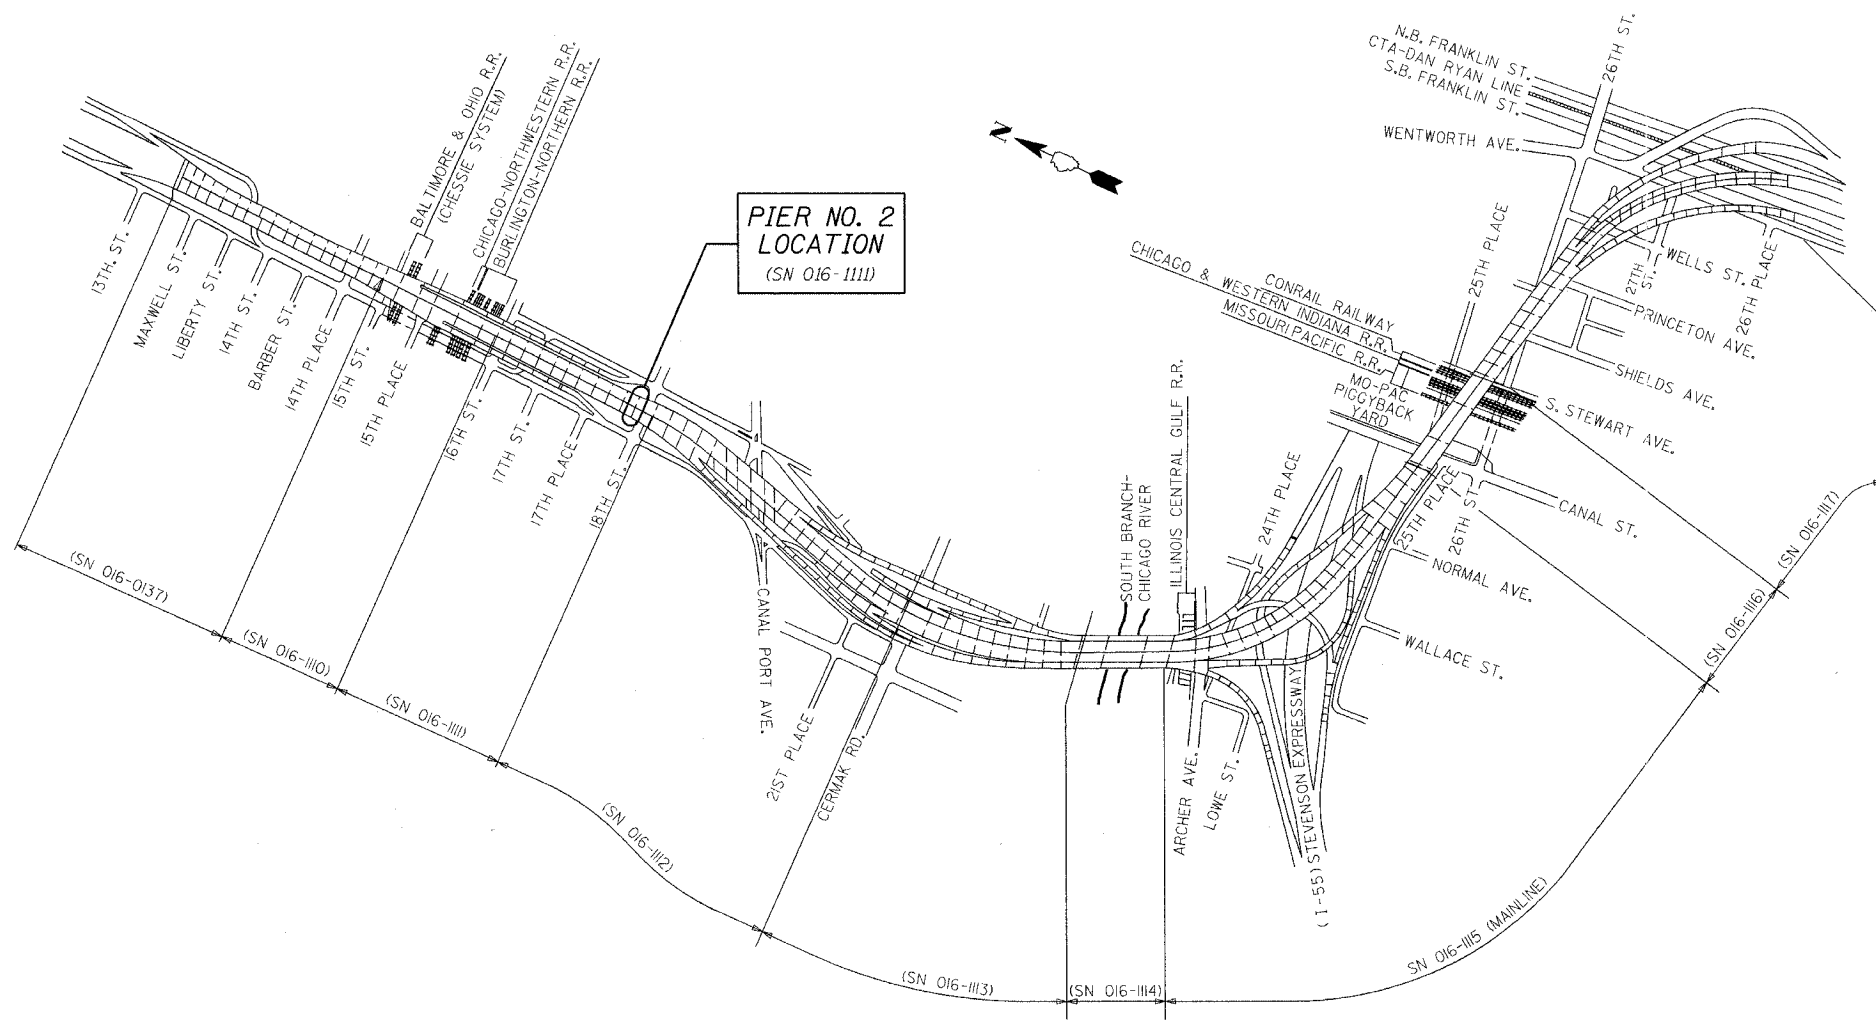 N.B. FRANKLIN ST.
CTA-DAN RYAN LINE
S.B. FRANKLIN ST.
26TH ST.
WENTWORTH AVE.
BALTIMORE & OHIO R.R.
(CHESSIE SYSTEM)
CHICAGO-NORTHWESTERN R.R.
BURLINGTON-NORTHERN R.R.
N
PIER NO. 2
LOCATION
(SN 016-1111)
13TH. ST.
MAXWELL ST.
LIBERTY ST.
14TH ST.
BARBER ST.
14TH PLACE
15TH ST.
15TH PLACE
16TH ST.
17TH ST.
17TH PLACE
18TH ST.
CHICAGO & WESTERN INDIANA R.R.
CONRAIL RAILWAY
MISSOURI PACIFIC R.R.
MO-PAC
PIGGYBACK
YARD
25TH PLACE
WELLS ST.
27TH
ST.
26TH PLACE
PRINCETON AVE.
SHIELDS AVE.
S. STEWART AVE.
CANAL ST.
25TH PLACE
26TH ST.
NORMAL AVE.
WALLACE ST.
24TH PLACE
ILLINOIS CENTRAL GULF R.R.
SOUTH BRANCH-
CHICAGO RIVER
CANAL PORT AVE.
21ST PLACE
CERMAK RD.
ARCHER AVE.
LOWE ST.
(I-55) STEVENSON EXPRESSWAY
(SN 016-0137)
(SN 016-1110)
(SN 016-1111)
(SN 016-1112)
(SN 016-1113)
(SN 016-1114)
SN 016-1115 (MAINLINE)
(SN 016-1116)
(SN 016-1117)